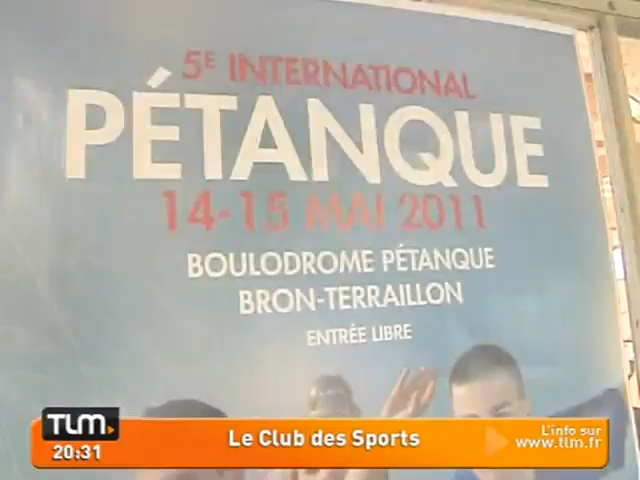 5E INTERNATIONAL
PÉTANQUE
14-15 MAI 2011
BOULODROME PÉTANQUE
BRON-TERRAILLON
ENTRÉE LIBRE
TLM
20:31
Le Club des Sports
L'info sur
www.tlm.fr